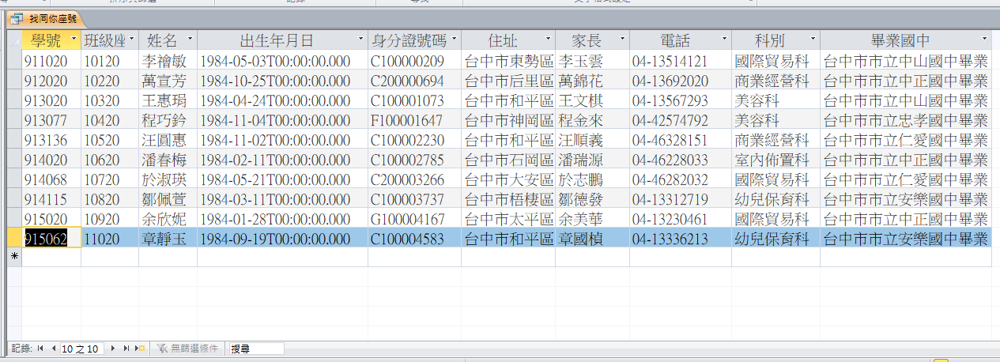 找同你座號
學號 班級座 姓名 出生年月日 身分證號碼 住址 家長 電話 科別 畢業國中
911020 10120 李禬敏 1984-05-03T00:00:00.000 C100000209 台中市東勢區 李玉雲 04-13514121 國際貿易科 台中市市立中山國中畢業
912020 10220 萬宣芳 1984-10-25T00:00:00.000 C200000694 台中市后里區 萬錦花 04-13692020 商業經營科 台中市市立中正國中畢業
913020 10320 王惠琄 1984-04-24T00:00:00.000 C100001073 台中市和平區 王文棋 04-13567293 美容科 台中市市立中山國中畢業
913077 10420 程巧鈐 1984-11-04T00:00:00.000 F100001647 台中市神岡區 程金來 04-42574792 美容科 台中市市立忠孝國中畢業
913136 10520 汪圓惠 1984-11-02T00:00:00.000 C100002230 台中市和平區 汪順義 04-46328151 商業經營科 台中市市立仁愛國中畢業
914020 10620 潘春梅 1984-02-11T00:00:00.000 C100002785 台中市石岡區 潘瑞源 04-46228033 室內佈置科 台中市市立中正國中畢業
914068 10720 於淑瑛 1984-05-21T00:00:00.000 C200003266 台中市大安區 於志鵬 04-46282032 國際貿易科 台中市市立仁愛國中畢業
914115 10820 鄒佩萱 1984-03-11T00:00:00.000 C100003737 台中市梧棲區 鄒德發 04-13312719 幼兒保育科 台中市市立安樂國中畢業
915020 10920 余欣妮 1984-01-28T00:00:00.000 G100004167 台中市太平區 余美華 04-13230461 國際貿易科 台中市市立中正國中畢業
915062 11020 章靜玉 1984-09-19T00:00:00.000 C100004583 台中市和平區 章國楨 04-13336213 幼兒保育科 台中市市立安樂國中畢業
記錄: 10 之 10 無篩選條件 搜尋